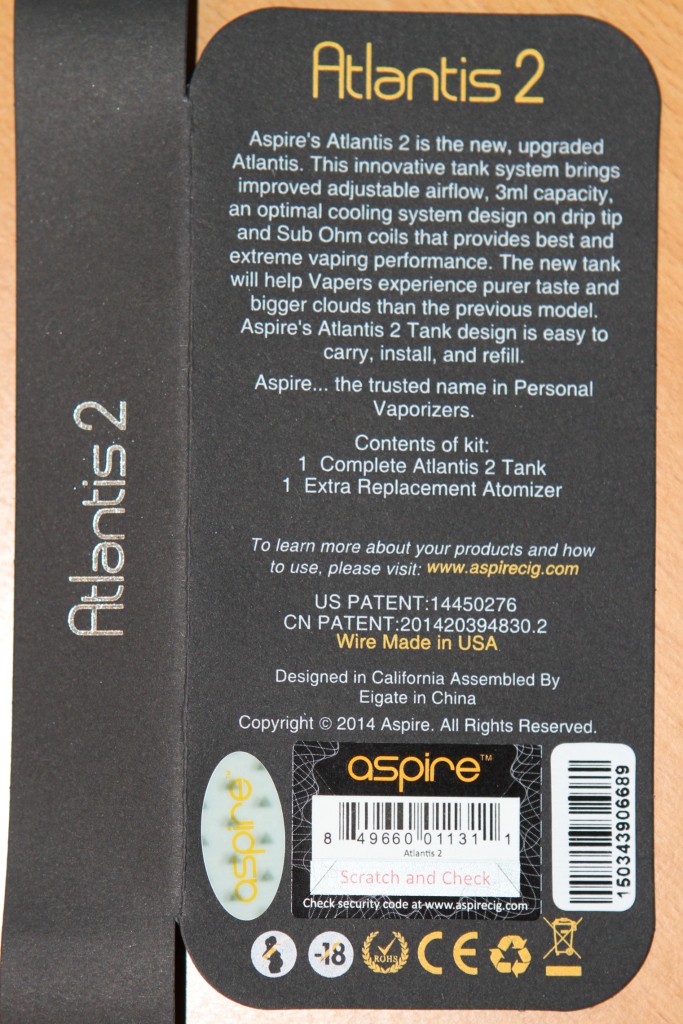 Atlantis 2
Atlantis 2
Aspire's Atlantis 2 is the new, upgraded
Atlantis. This innovative tank system brings
improved adjustable airflow, 3ml capacity,
an optimal cooling system design on drip tip
and Sub Ohm coils that provides best and
extreme vaping performance. The new tank
will help Vapers experience purer taste and
bigger clouds than the previous model.
Aspire's Atlantis 2 Tank design is easy to
carry, install, and refill.
Aspire... the trusted name in Personal
Vaporizers.
Contents of kit:
1 Complete Atlantis 2 Tank
1 Extra Replacement Atomizer
To learn more about your products and how
to use, please visit: www.aspirecig.com
US PATENT:14450276
CN PATENT:201420394830.2
Wire Made in USA
Designed in California Assembled By
Eigate in China
Copyright © 2014 Aspire. All Rights Reserved.
aspire™
aspire™
8 49660 01131 1
Atlantis 2
Scratch and Check
Check security code at www.aspirecig.com
150343906689
-18
ROHS
CE